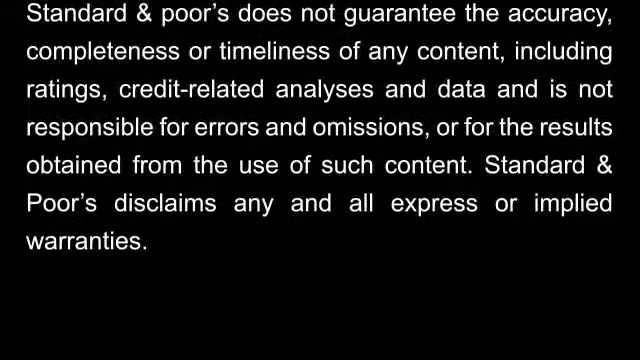 Standard & poor's does not guarantee the accuracy,
completeness or timeliness of any content, including
ratings, credit-related analyses and data and is not
responsible for errors and omissions, or for the results
obtained from the use of such content. Standard &
Poor's disclaims any and all express or implied
warranties.